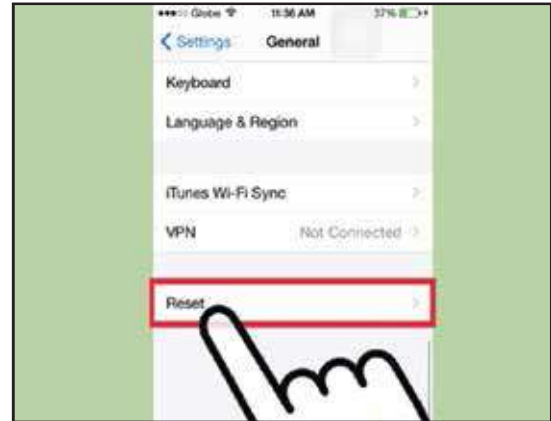 Globe 11:36 AM 37%
Settings General
Keyboard
Language & Region
iTunes Wi-Fi Sync
VPN Not Connected
Reset